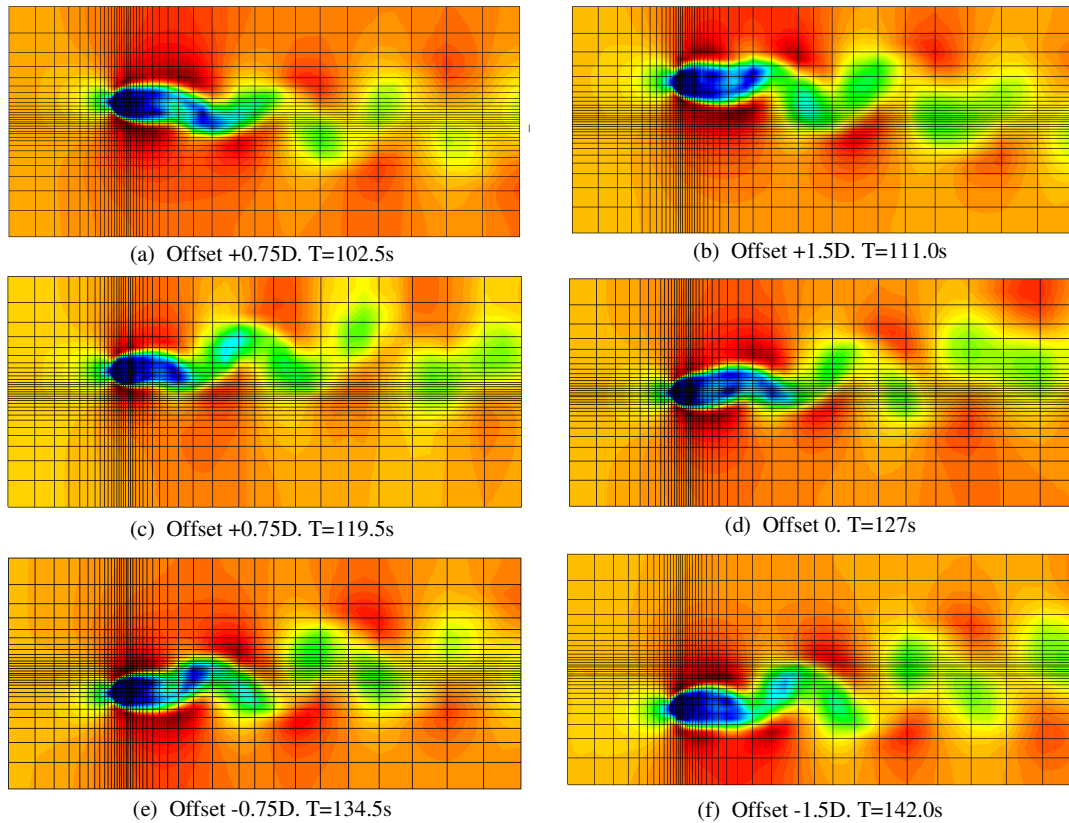 (a) Offset +0.75D. T=102.5s
(b) Offset +1.5D. T=111.0s
(c) Offset +0.75D. T=119.5s
(d) Offset 0. T=127s
(e) Offset -0.75D. T=134.5s
(f) Offset -1.5D. T=142.0s